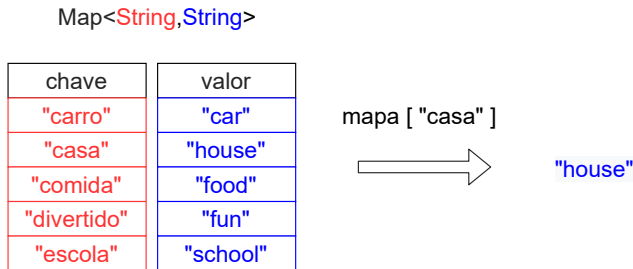 Map<String,String>
chave valor
"carro" "car" mapa [ "casa" ]
"casa" "house"
"comida" "food" "house"
"divertido" "fun"
"escola" "school"